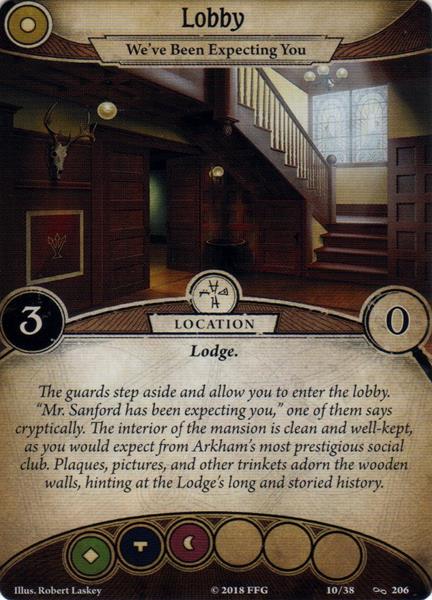 Lobby
We've Been Expecting You
3
0
LOCATION
Lodge.
The guards step aside and allow you to enter the lobby.
"Mr. Sanford has been expecting you," one of them says
cryptically. The interior of the mansion is clean and well-kept,
as you would expect from Arkham's most prestigious social
club. Plaques, pictures, and other trinkets adorn the wooden
walls, hinting at the Lodge's long and storied history.
Illus. Robert Laskey
© 2018 FFG
10/38
206